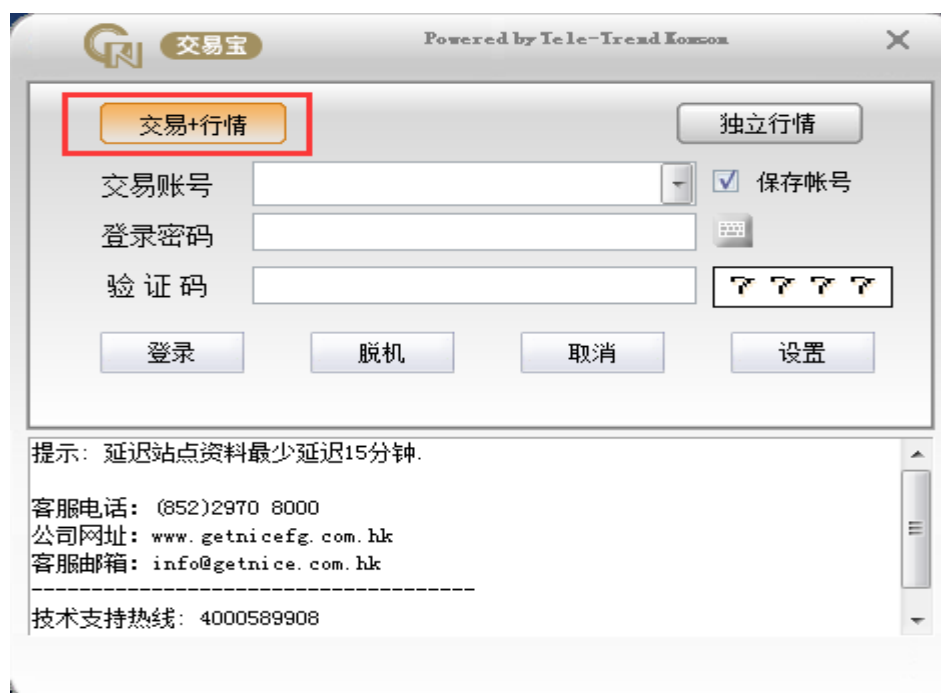 GN 交易宝 Powered by Tele-Trend Konson
交易+行情 独立行情
交易账号 保存帐号
登录密码
验证码 ? ? ? ?
登录 脱机 取消 设置
提示: 延迟站点资料最少延迟15分钟.
客服电话: (852)2970 8000
公司网址: www.getnicefg.com.hk
客服邮箱: info@getnice.com.hk
-------------------------------------
技术支持热线: 4000589908